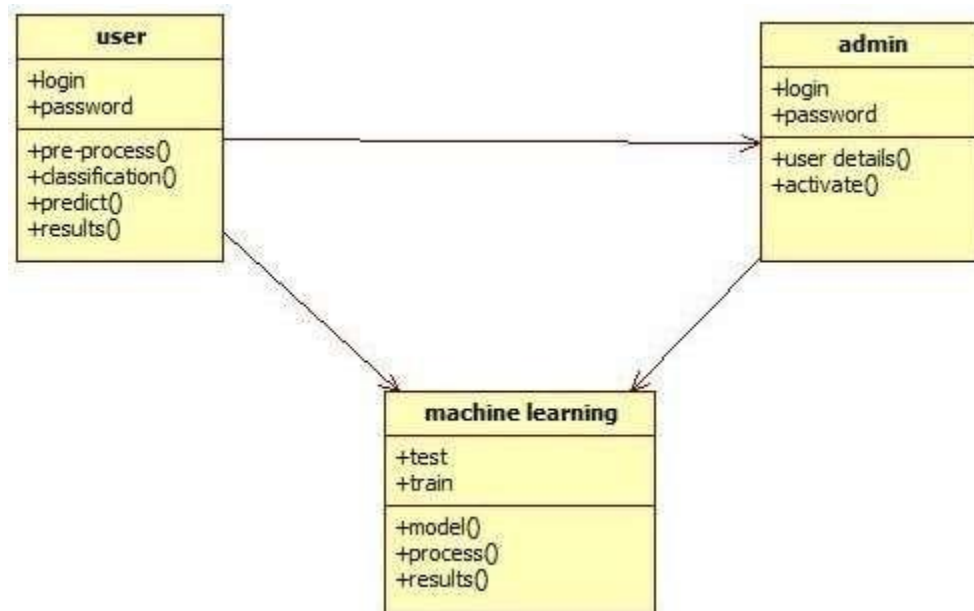 user
+login
+password
+pre-process()
+classification()
+predict()
+results()
admin
+login
+password
+user details()
+activate()
machine learning
+test
+train
+model()
+process()
+results()